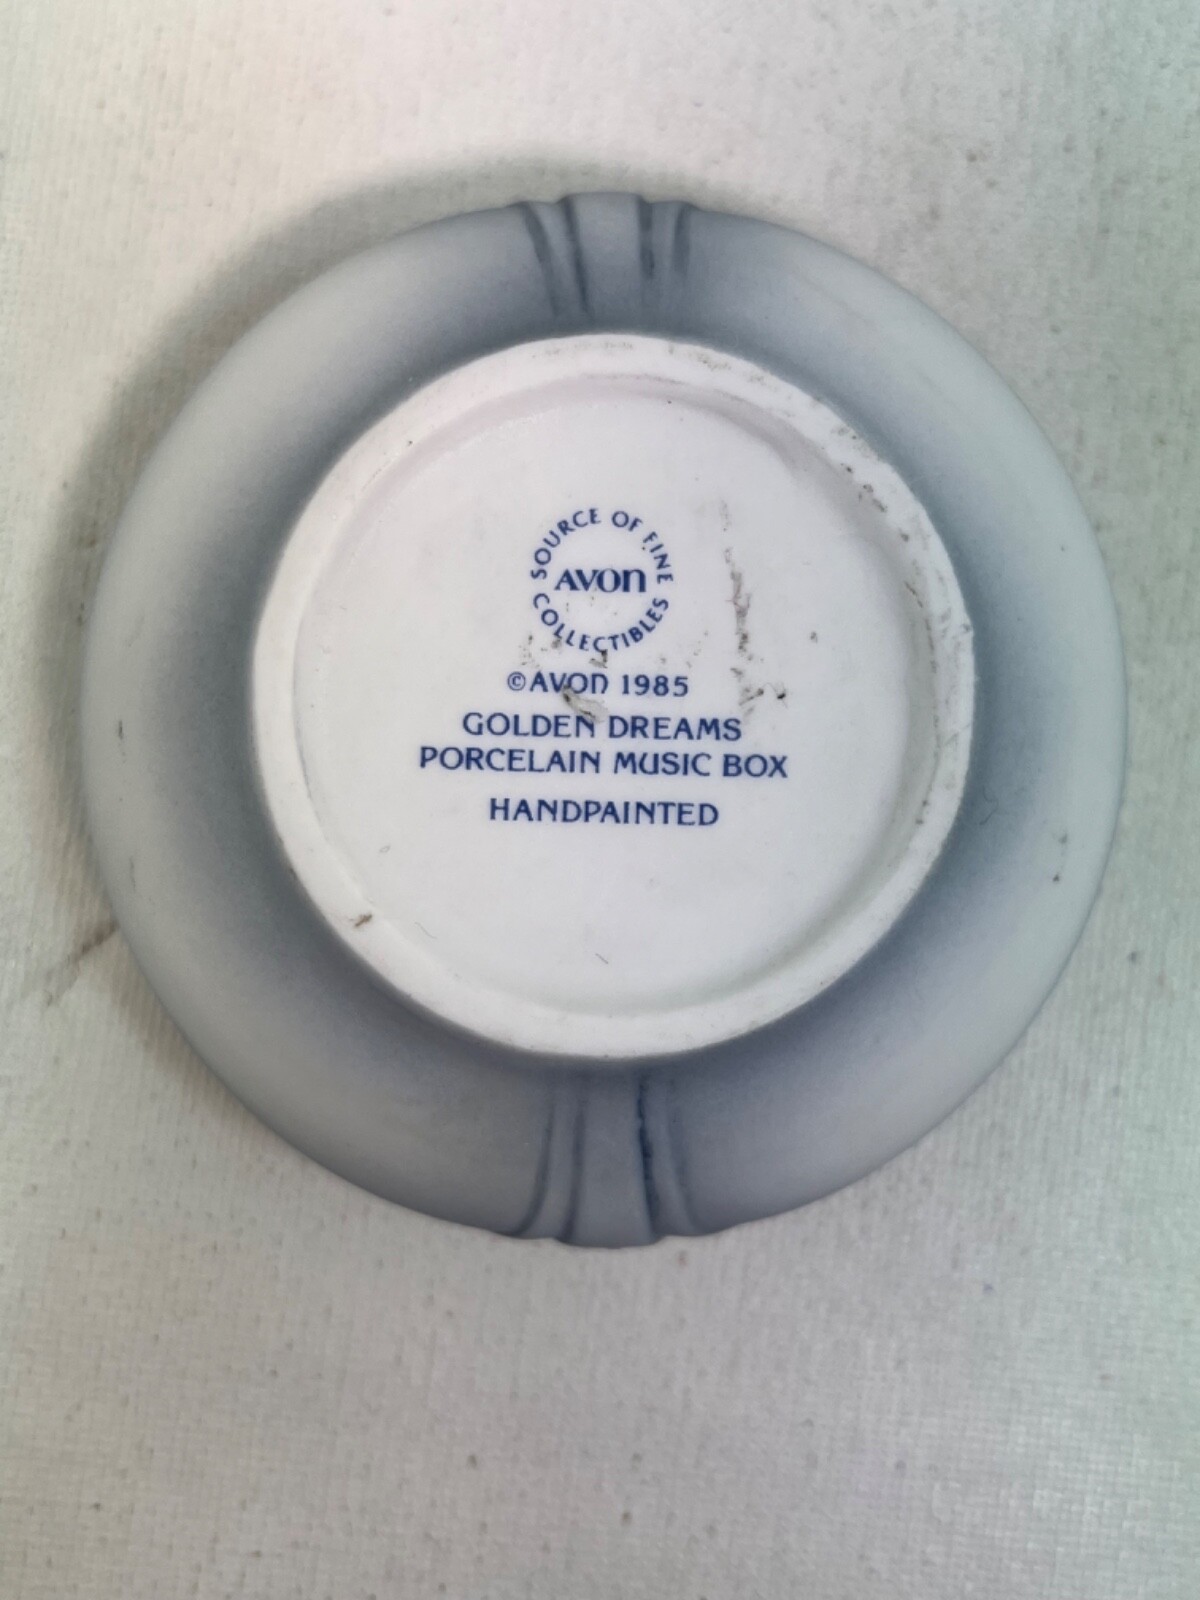 SOURCE OF FINE
AVON
COLLECTIBLES
©AVON 1985
GOLDEN DREAMS
PORCELAIN MUSIC BOX
HANDPAINTED